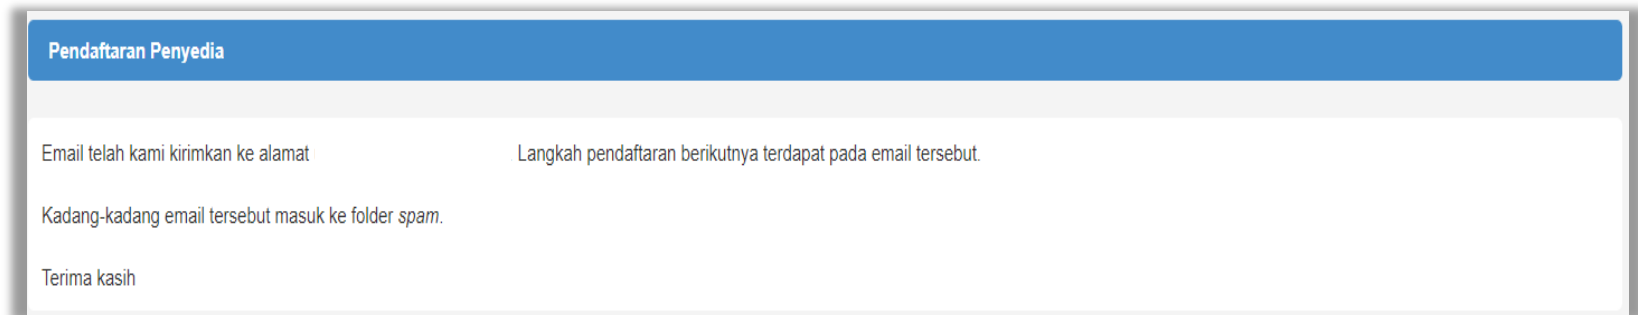 Pendaftaran Penyedia
Email telah kami kirimkan ke alamat . Langkah pendaftaran berikutnya terdapat pada email tersebut.
Kadang-kadang email tersebut masuk ke folder spam.
Terima kasih